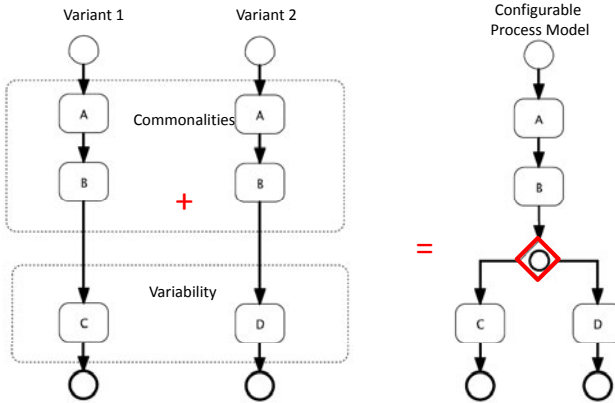 Variant 1
Variant 2
Configurable
Process Model
A
Commonalities
A
A
B
B
B
+
=
Variability
C
D
C
D